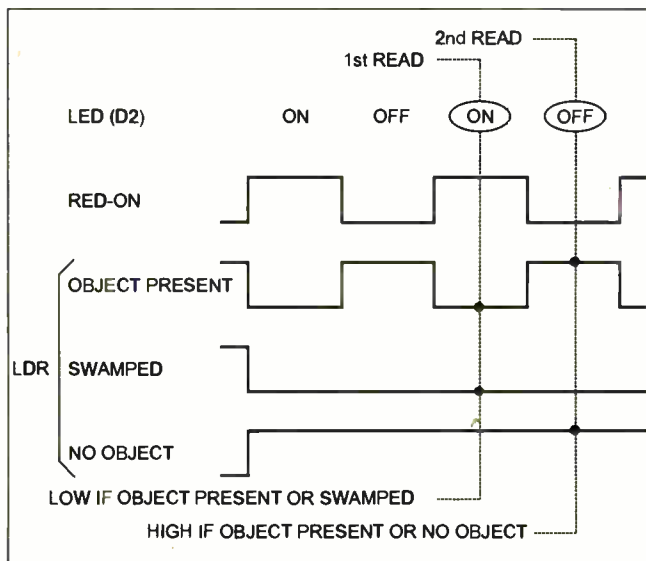 2nd READ
1st READ
LED (D2) ON OFF ON OFF
RED-ON
OBJECT PRESENT
LDR SWAMPED
NO OBJECT
LOW IF OBJECT PRESENT OR SWAMPED
HIGH IF OBJECT PRESENT OR NO OBJECT